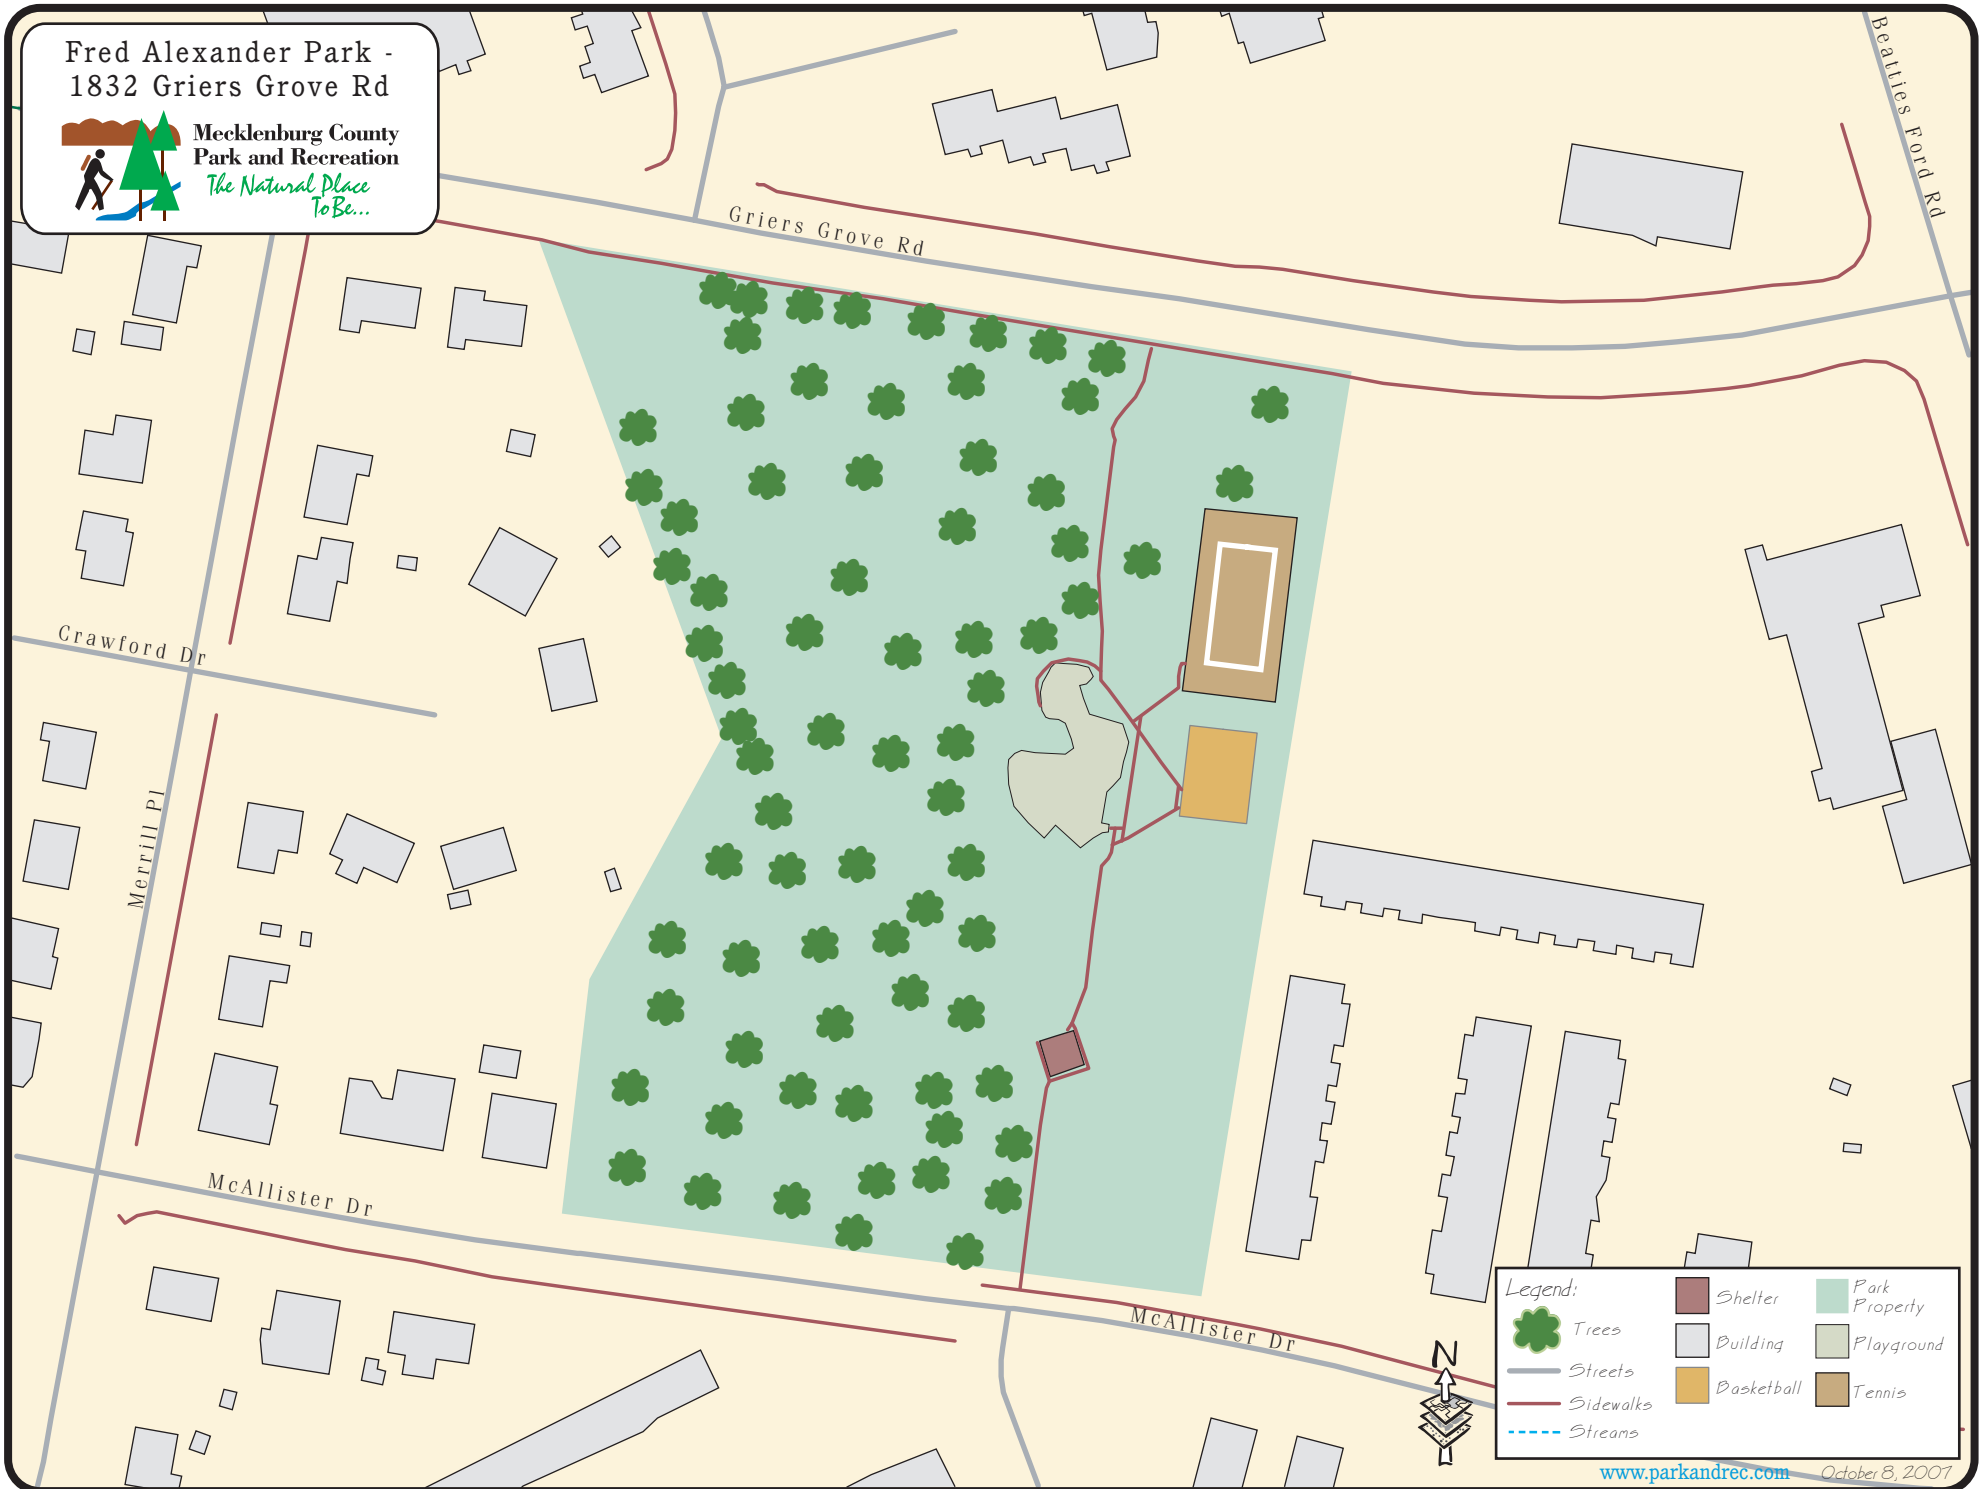 Fred Alexander Park -
1832 Griers Grove Rd
Mecklenburg County
Park and Recreation
The Natural Place
To Be...
Beatties Ford Rd
Griers Grove Rd
Crawford Dr
Merrill Pl
McAllister Dr
McAllister Dr
N
Legend:
Trees
Streets
Sidewalks
Streams
Shelter
Building
Basketball
Park
Property
Playground
Tennis
www.parkandrec.com
October 8, 2007